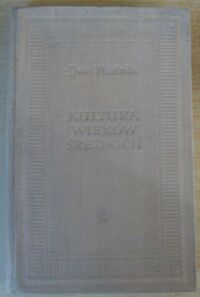 Jan Ptaśnik
KULTURA
WIEKÓW
ŚREDNICH